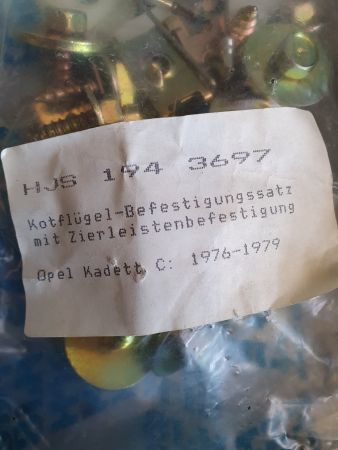 HJS 194 3697
Kotflügel-Befestigungssatz
mit Zierleistenbefestigung
Opel Kadett C: 1976-1979